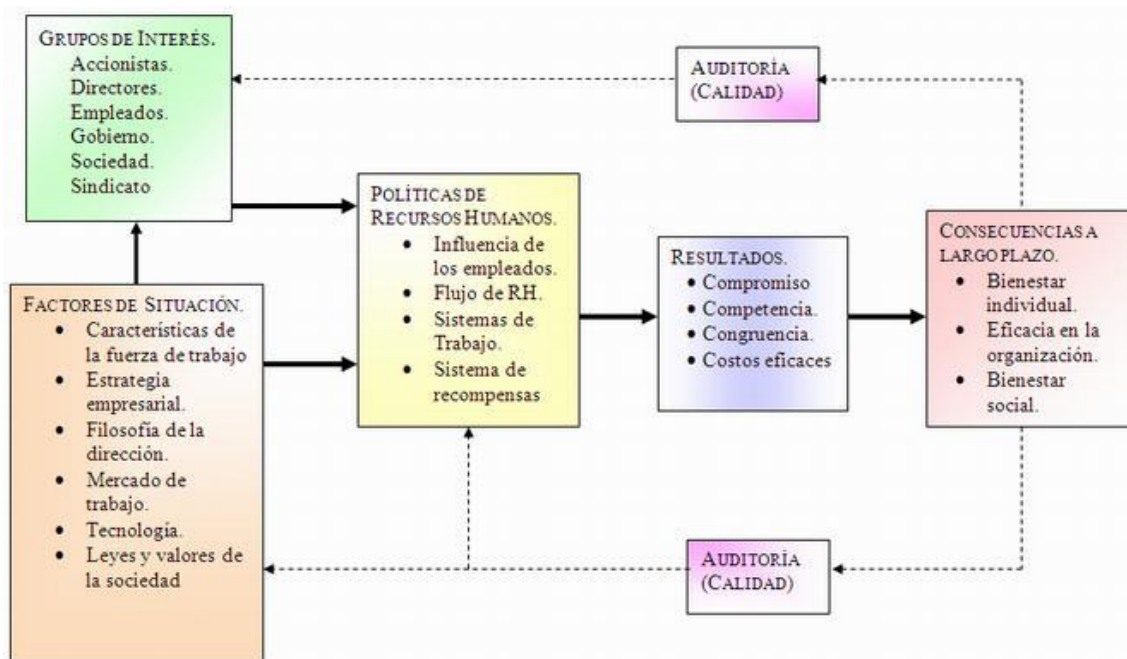 GRUPOS DE INTERÉS.
Accionistas.
Directores.
Empleados.
Gobierno.
Sociedad.
Sindicato
AUDITORÍA
(CALIDAD)
POLÍTICAS DE
RECURSOS HUMANOS.
• Influencia de
los empleados.
• Flujo de RH.
• Sistemas de
Trabajo.
• Sistema de
recompensas
RESULTADOS.
• Compromiso
• Competencia.
• Congruencia.
• Costos eficaces
CONSECUENCIAS A
LARGO PLAZO.
• Bienestar
individual.
• Eficacia en la
organización.
• Bienestar
social.
FACTORES DE SITUACIÓN.
• Características de
la fuerza de trabajo
• Estrategia
empresarial.
• Filosofía de la
dirección.
• Mercado de
trabajo.
• Tecnología.
• Leyes y valores de
la sociedad
AUDITORÍA
(CALIDAD)